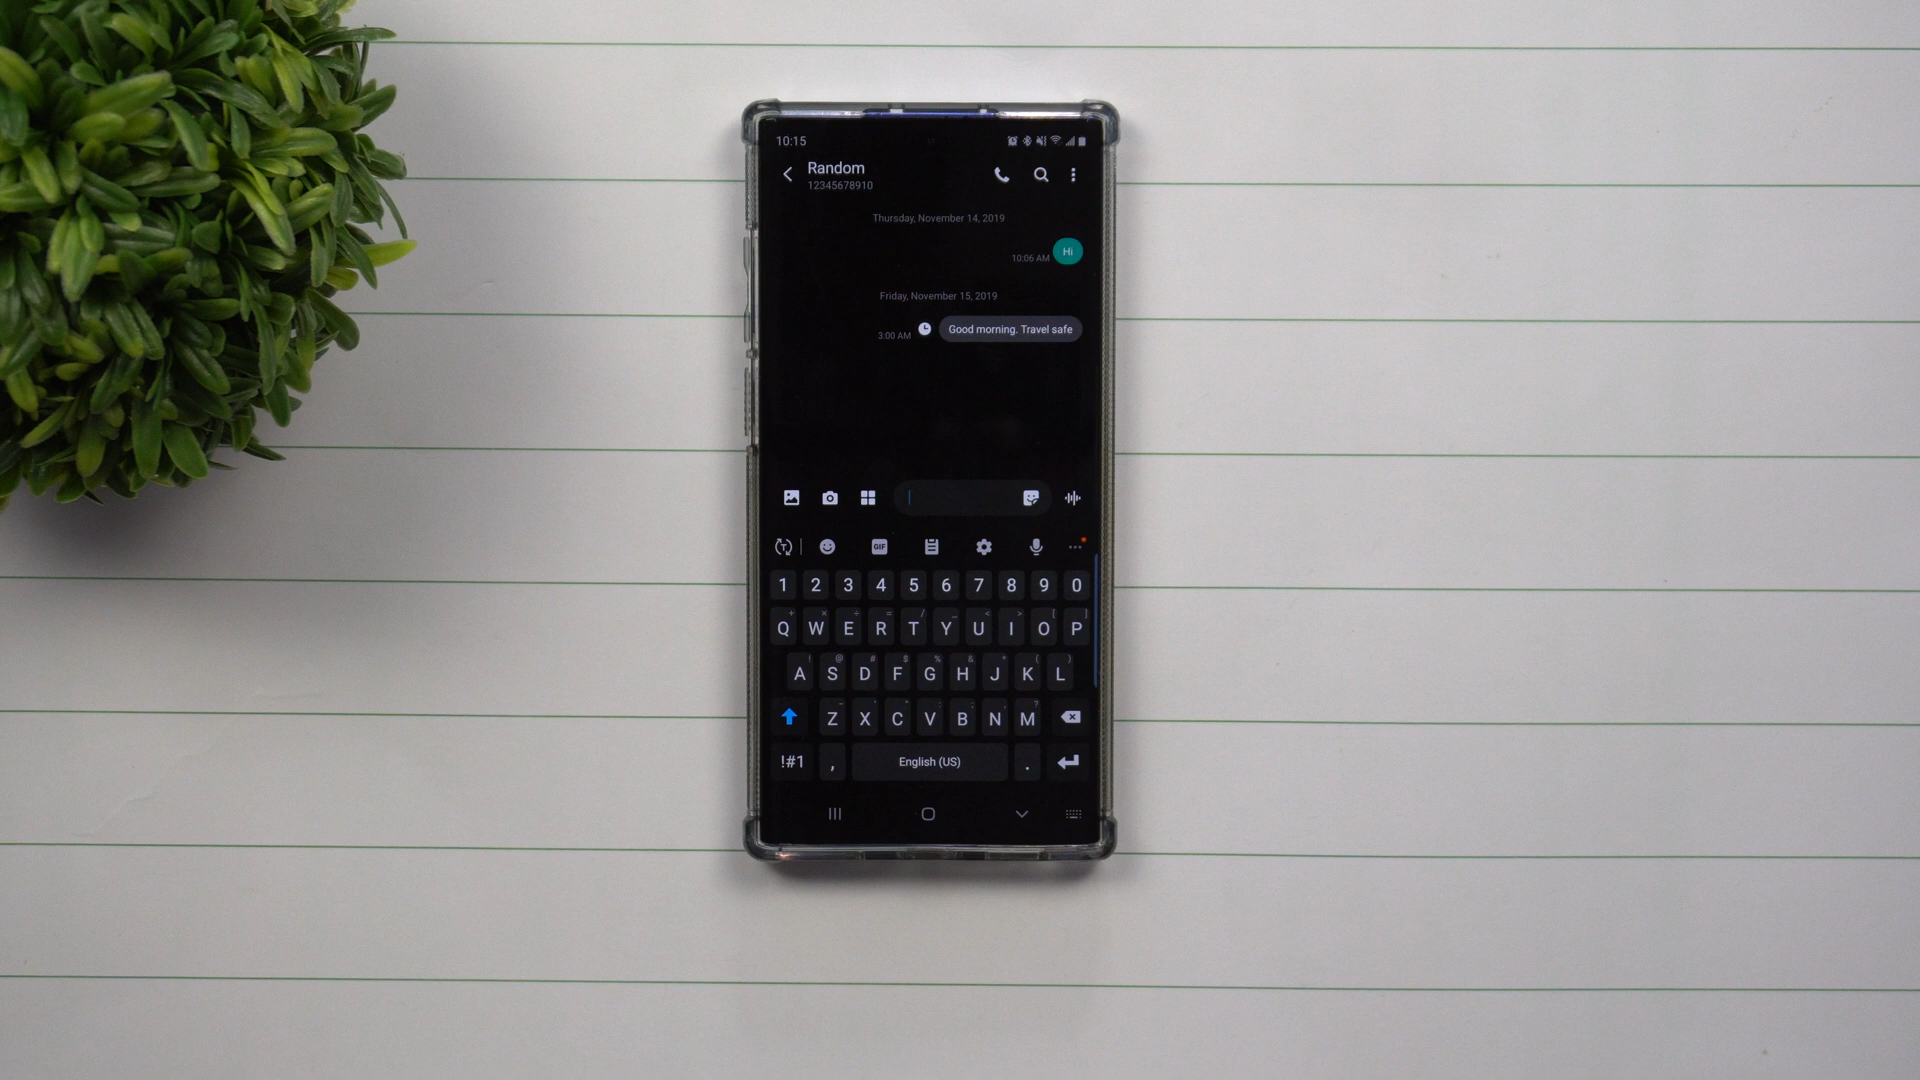 10:15
Random
12345678910
Thursday, November 14, 2019
10:06 AM Hi
Friday, November 15, 2019
3:00 AM Good morning. Travel safe
GIF
1 2 3 4 5 6 7 8 9 0
Q W E R T Y U I O P
A S D F G H J K L
Z X C V B N M
!#1 , English (US) .